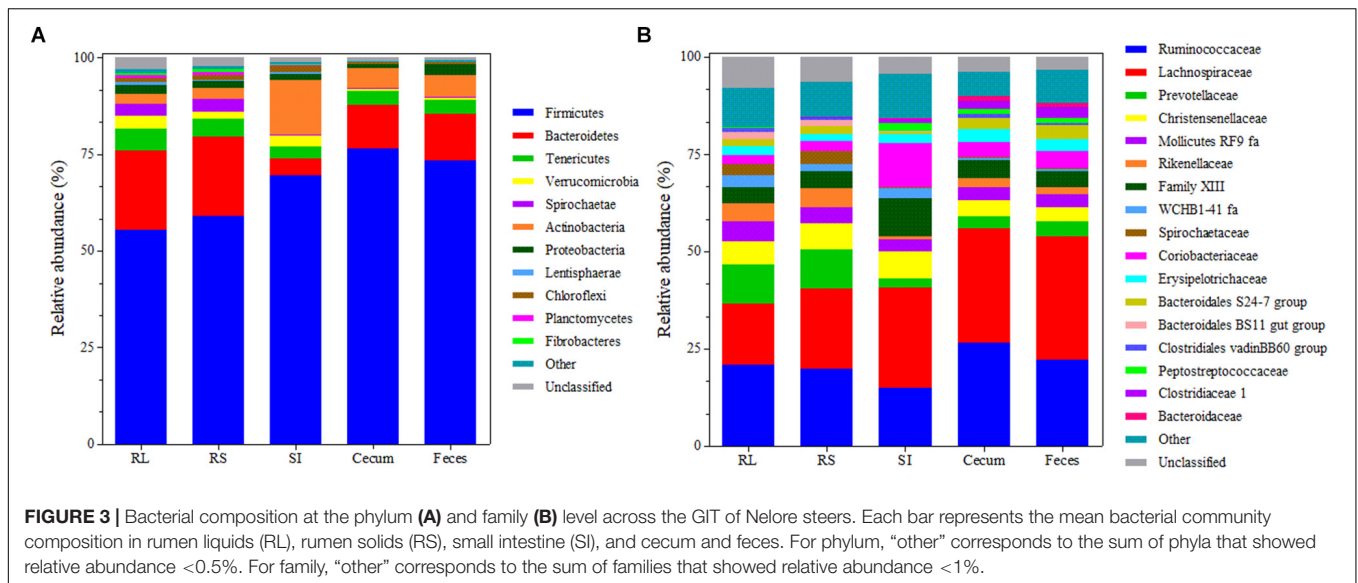 A
100
75
50
25
0
Relative abundance (%)
RL
RS
SI
Cecum
Feces
Firmicutes
Bacteroidetes
Tenericutes
Verrucomicrobia
Spirochaetae
Actinobacteria
Proteobacteria
Lentisphaerae
Chloroflexi
Planctomycetes
Fibrobacteres
Other
Unclassified
B
100
75
50
25
0
Relative abundance (%)
RL
RS
SI
Cecum
Feces
Ruminococcaceae
Lachnospiraceae
Prevotellaceae
Christensenellaceae
Mollicutes RF9 fa
Rikenellaceae
Family XIII
WCHB1-41 fa
Spirochaetaceae
Coriobacteriaceae
Erysipelotrichaceae
Bacteroidales S24-7 group
Bacteroidales BS11 gut group
Clostridiales vadinBB60 group
Peptostreptococcaceae
Clostridiaceae 1
Bacteroidaceae
Other
Unclassified
FIGURE 3 | Bacterial composition at the phylum (A) and family (B) level across the GIT of Nelore steers. Each bar represents the mean bacterial community
composition in rumen liquids (RL), rumen solids (RS), small intestine (SI), and cecum and feces. For phylum, “other” corresponds to the sum of phyla that showed
relative abundance <0.5%. For family, “other” corresponds to the sum of families that showed relative abundance <1%.